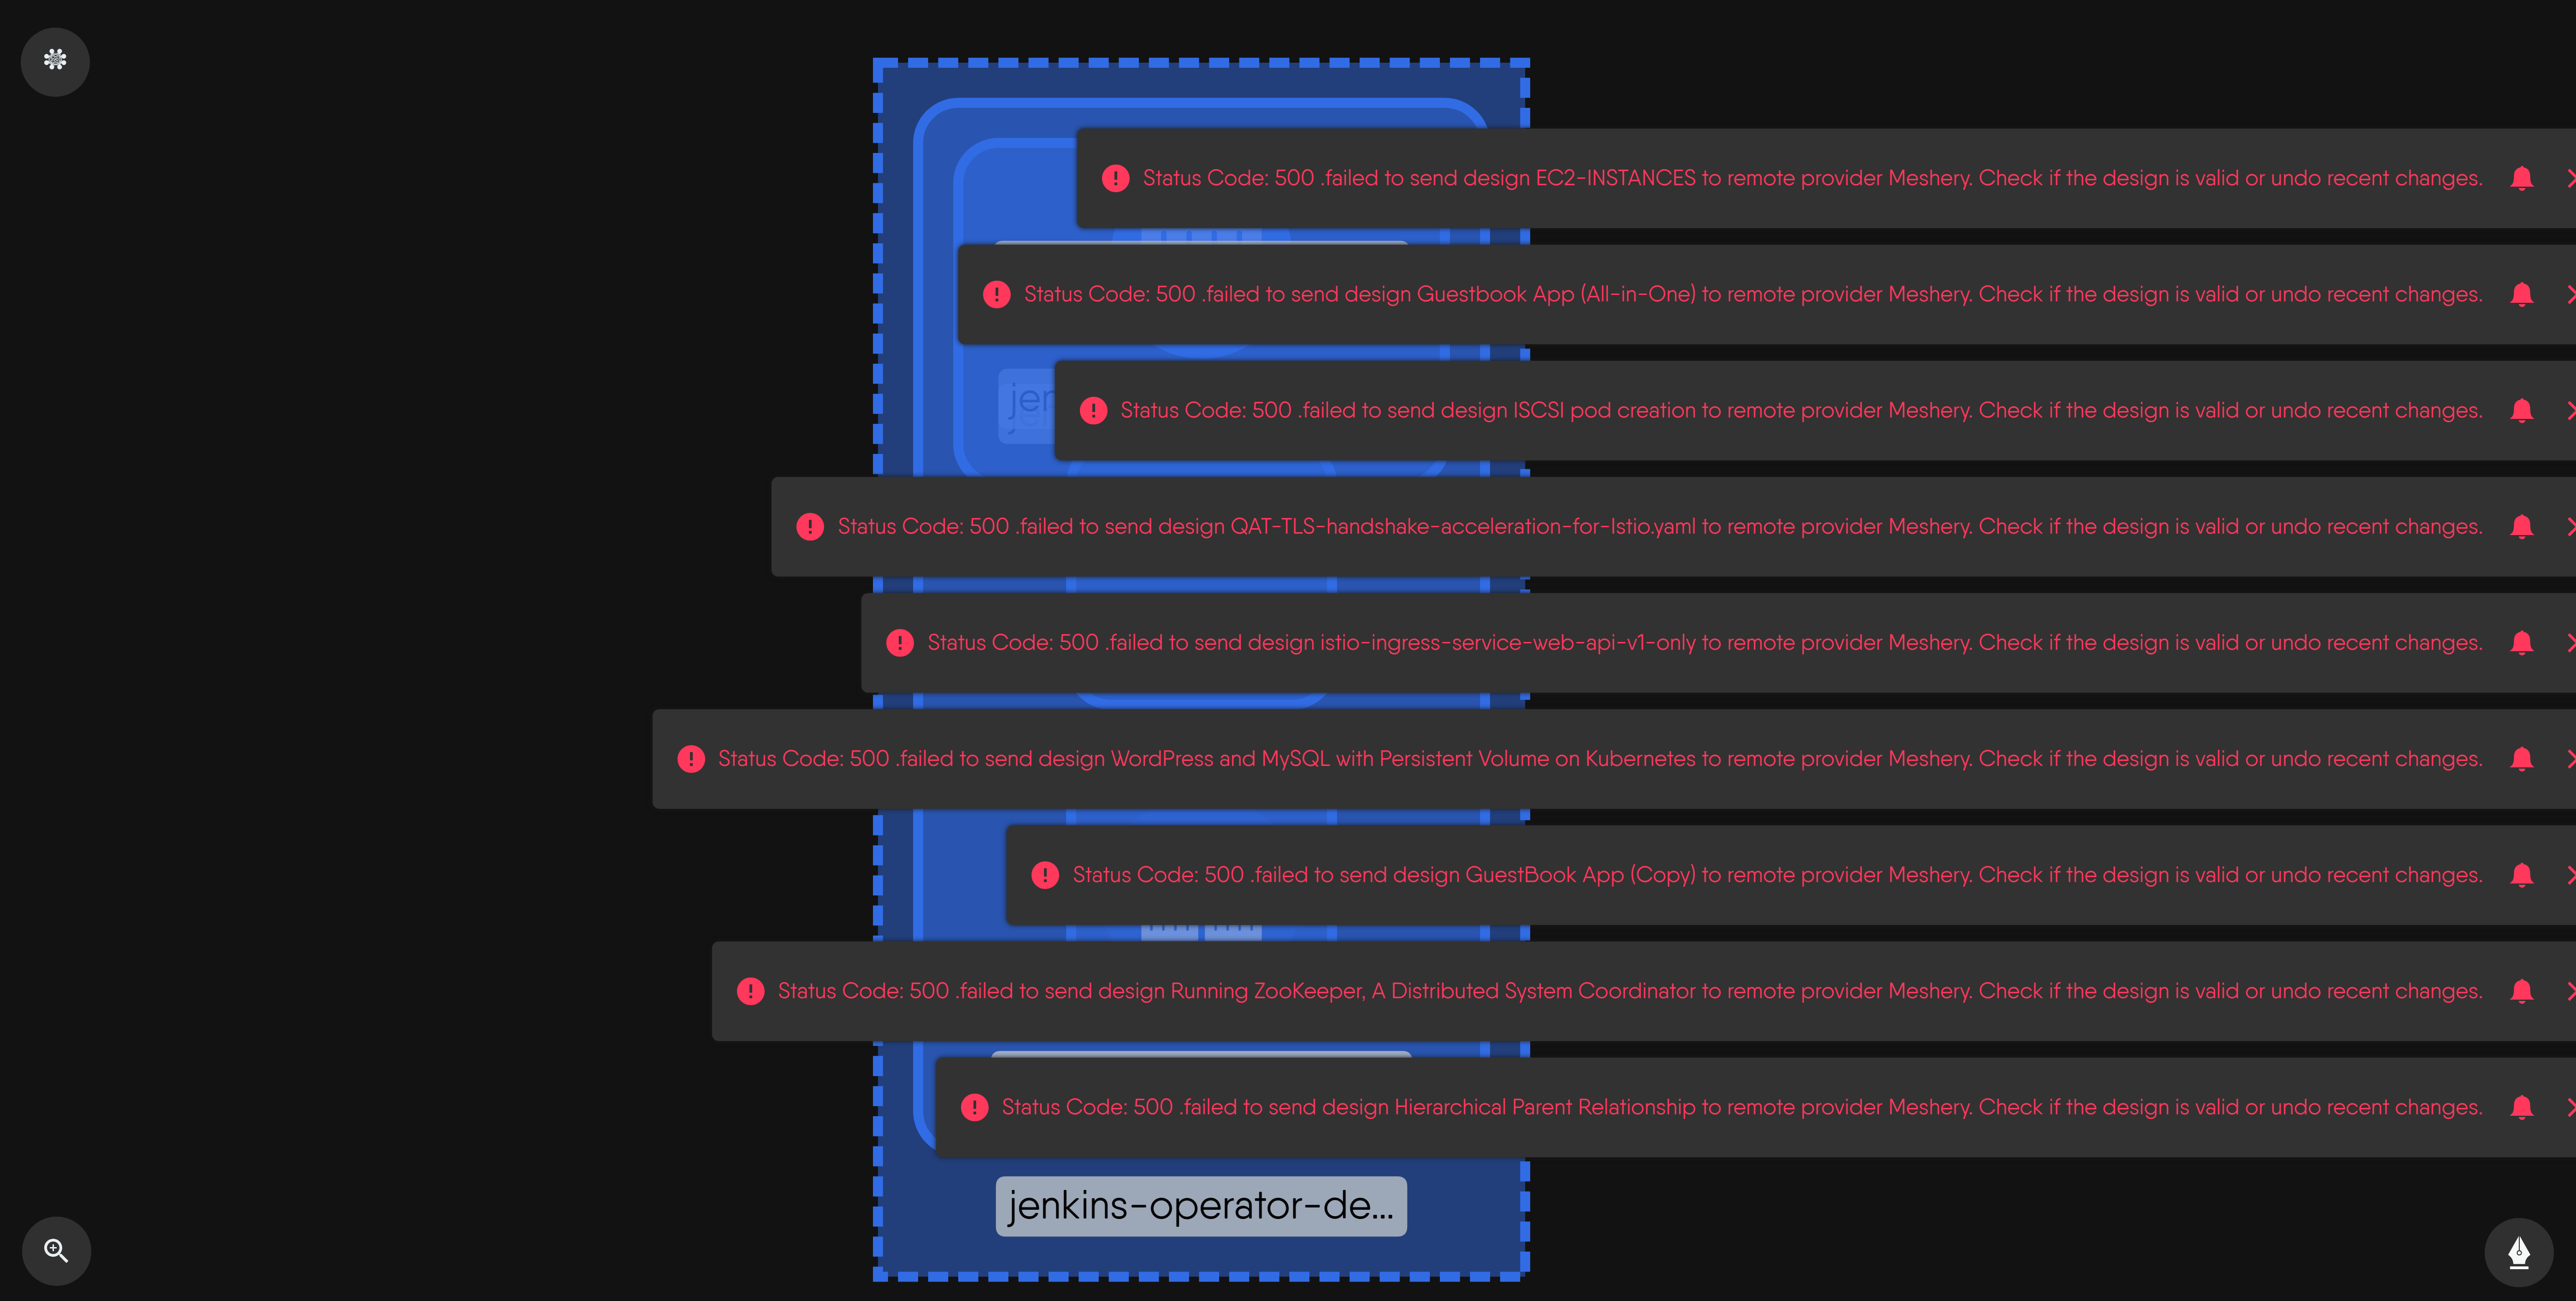 Status Code: 500 .failed to send design EC2-INSTANCES to remote provider Meshery. Check if the design is valid or undo recent changes.
Status Code: 500 .failed to send design Guestbook App (All-in-One) to remote provider Meshery. Check if the design is valid or undo recent changes.
Status Code: 500 .failed to send design ISCSI pod creation to remote provider Meshery. Check if the design is valid or undo recent changes.
Status Code: 500 .failed to send design QAT-TLS-handshake-acceleration-for-Istio.yaml to remote provider Meshery. Check if the design is valid or undo recent changes.
Status Code: 500 .failed to send design istio-ingress-service-web-api-v1-only to remote provider Meshery. Check if the design is valid or undo recent changes.
Status Code: 500 .failed to send design WordPress and MySQL with Persistent Volume on Kubernetes to remote provider Meshery. Check if the design is valid or undo recent changes.
Status Code: 500 .failed to send design GuestBook App (Copy) to remote provider Meshery. Check if the design is valid or undo recent changes.
Status Code: 500 .failed to send design Running ZooKeeper, A Distributed System Coordinator to remote provider Meshery. Check if the design is valid or undo recent changes.
Status Code: 500 .failed to send design Hierarchical Parent Relationship to remote provider Meshery. Check if the design is valid or undo recent changes.
jenkins-operator-de...